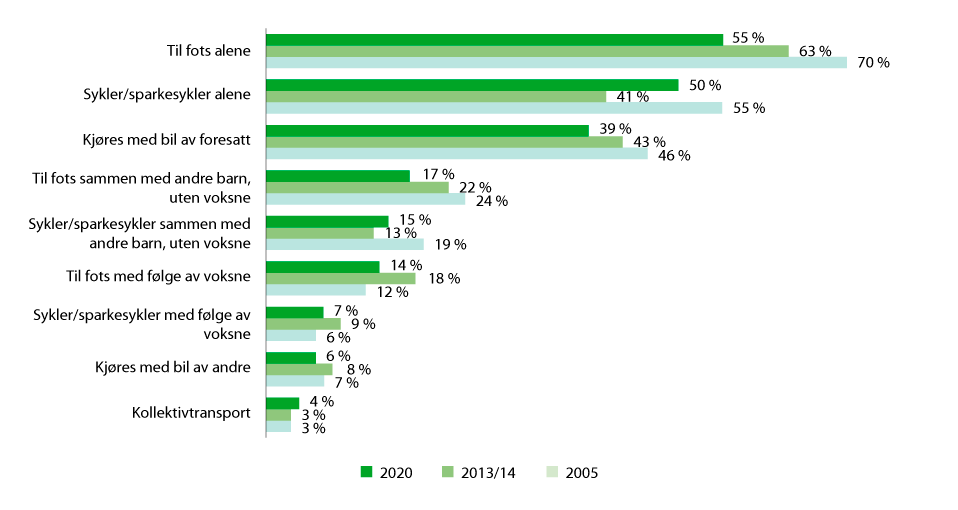 Til fots alene
55 %
63 %
70 %
Sykler/sparkesykler alene
50 %
41 %
55 %
Kjøres med bil av foresatt
39 %
43 %
46 %
Til fots sammen med andre barn,
uten voksne
17 %
22 %
24 %
Sykler/sparkesykler sammen med
andre barn, uten voksne
15 %
13 %
19 %
Til fots med følge av voksne
14 %
18 %
12 %
Sykler/sparkesykler med følge av
voksne
7 %
9 %
6 %
Kjøres med bil av andre
6 %
8 %
7 %
Kollektivtransport
4 %
3 %
3 %
2020 2013/14 2005